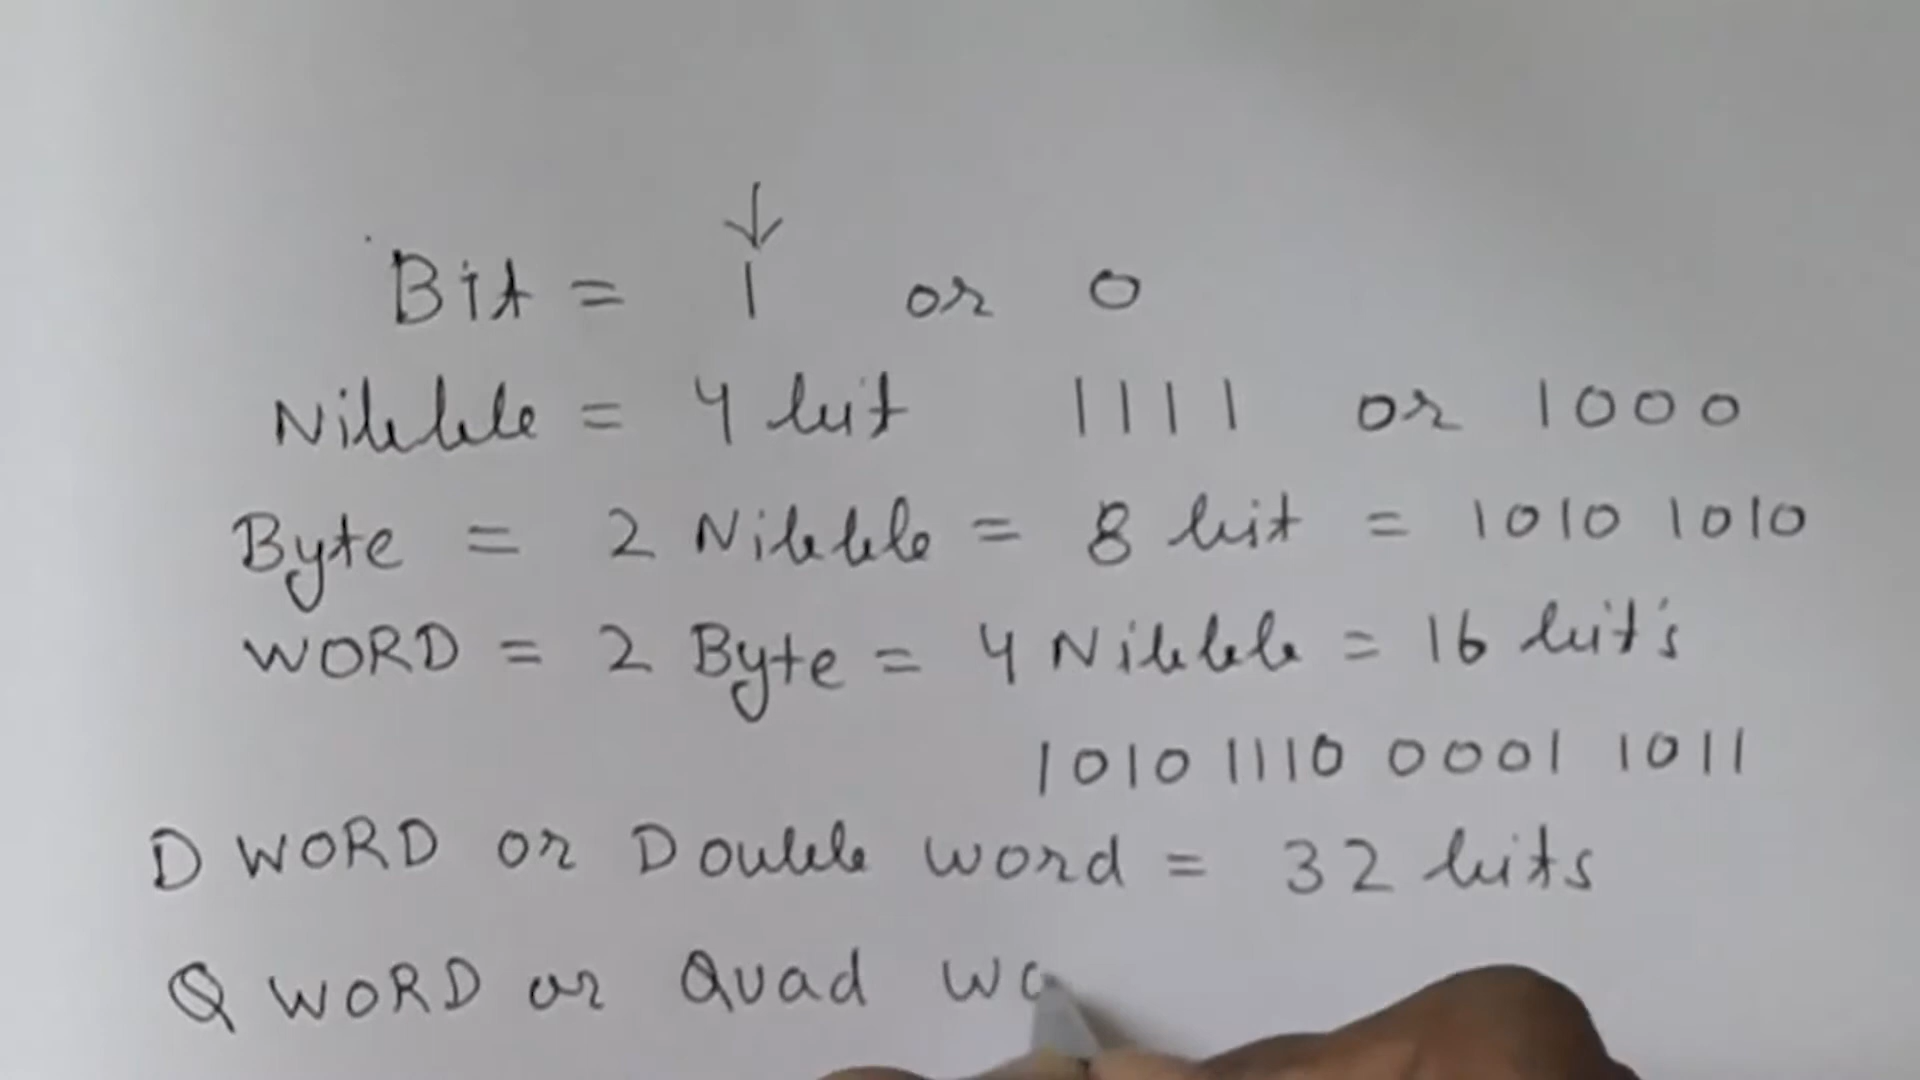 ↓
Bit = 1 or 0
Nibble = 4 bit 1111 or 1000
Byte = 2 Nibble = 8 bit = 1010 1010
WORD = 2 Byte = 4 Nibble = 16 bit's
1010 1110 0001 1011
D WORD or Double word = 32 bits
Q WORD or Quad wo